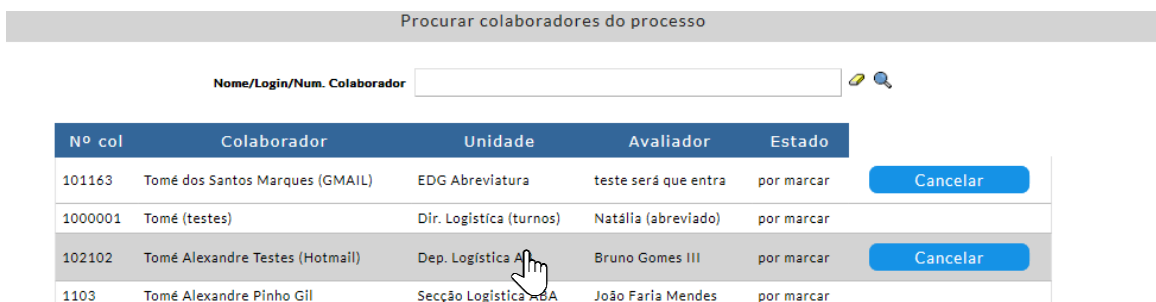 Procurar colaboradores do processo
Nome/Login/Num. Colaborador
Nº col Colaborador Unidade Avaliador Estado
101163 Tomé dos Santos Marques (GMAIL) EDG Abreviatura teste será que entra por marcar Cancelar
1000001 Tomé (testes) Dir. Logistíca (turnos) Natália (abreviado) por marcar
102102 Tomé Alexandre Testes (Hotmail) Dep. Logística Bruno Gomes III por marcar Cancelar
1103 Tomé Alexandre Pinho Gil Secção Logistica ABA João Faria Mendes por marcar